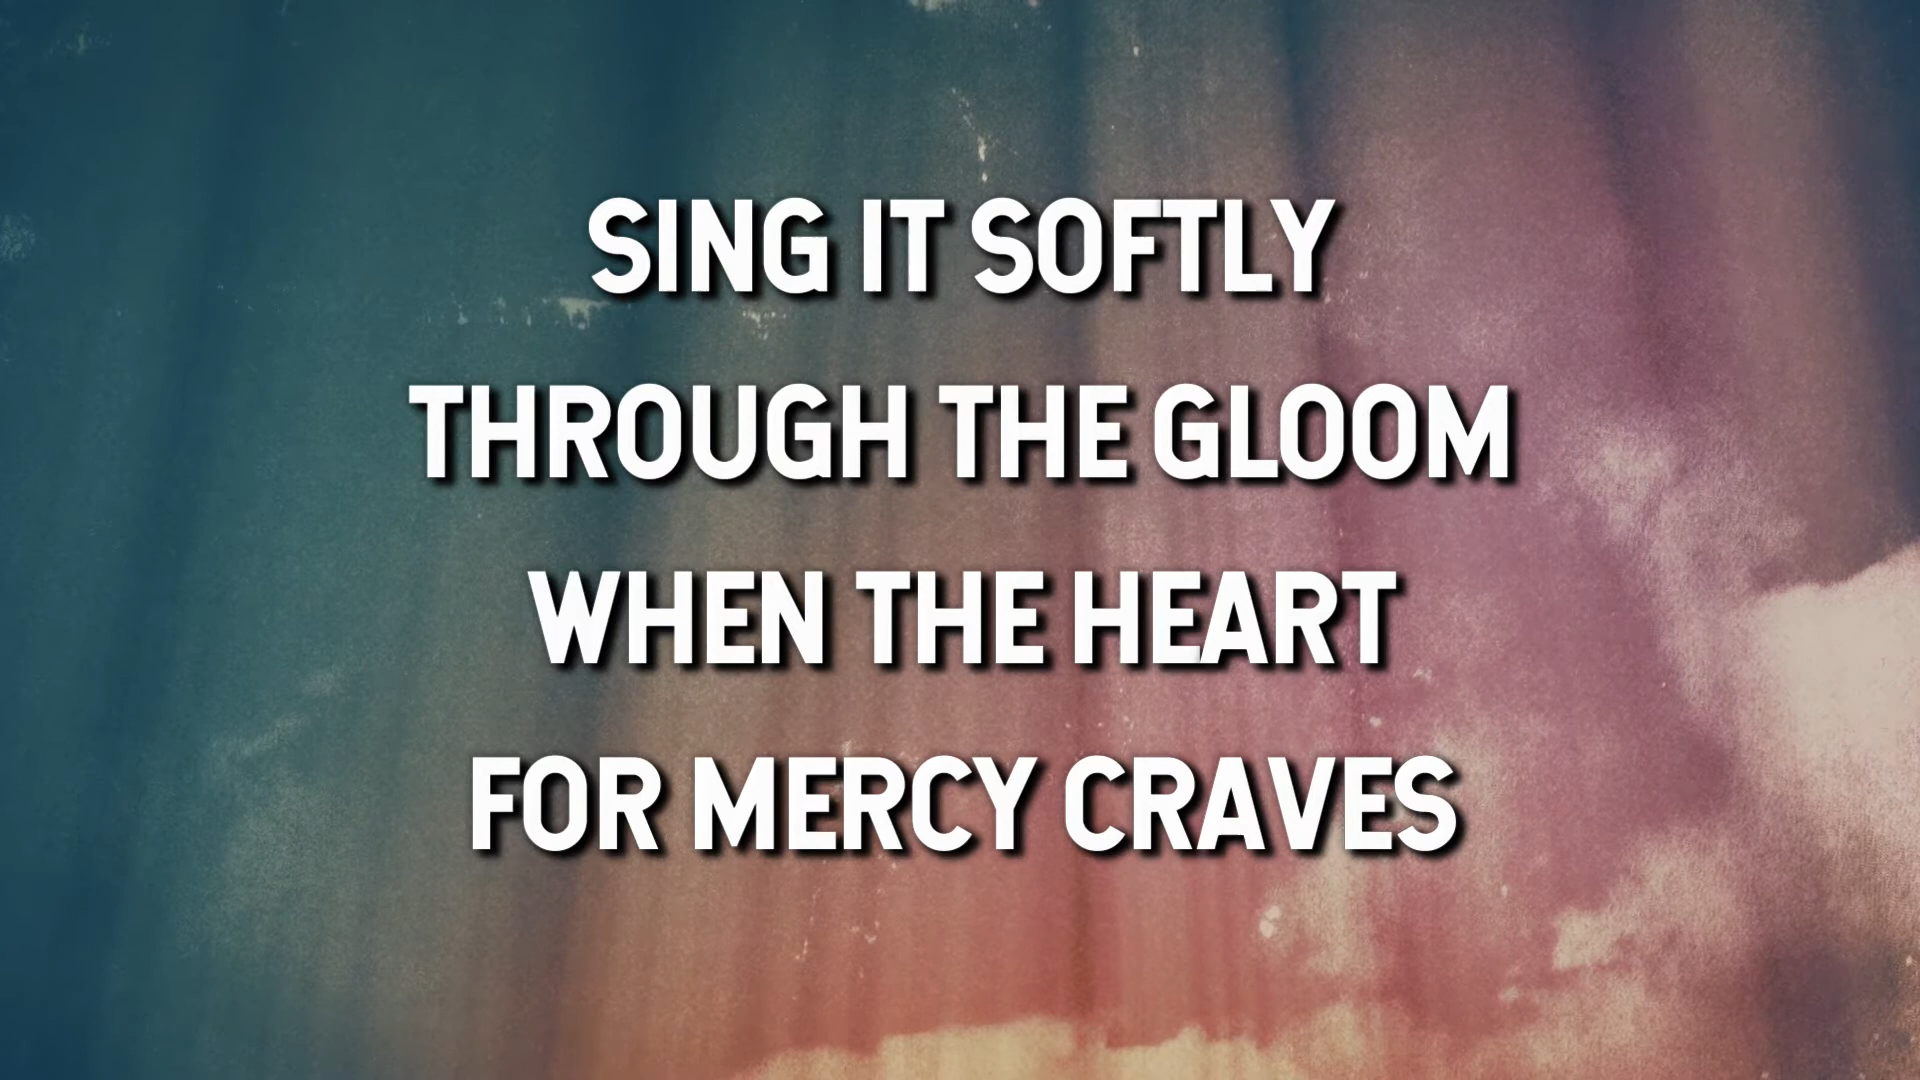 SING IT SOFTLY
THROUGH THE GLOOM
WHEN THE HEART
FOR MERCY CRAVES